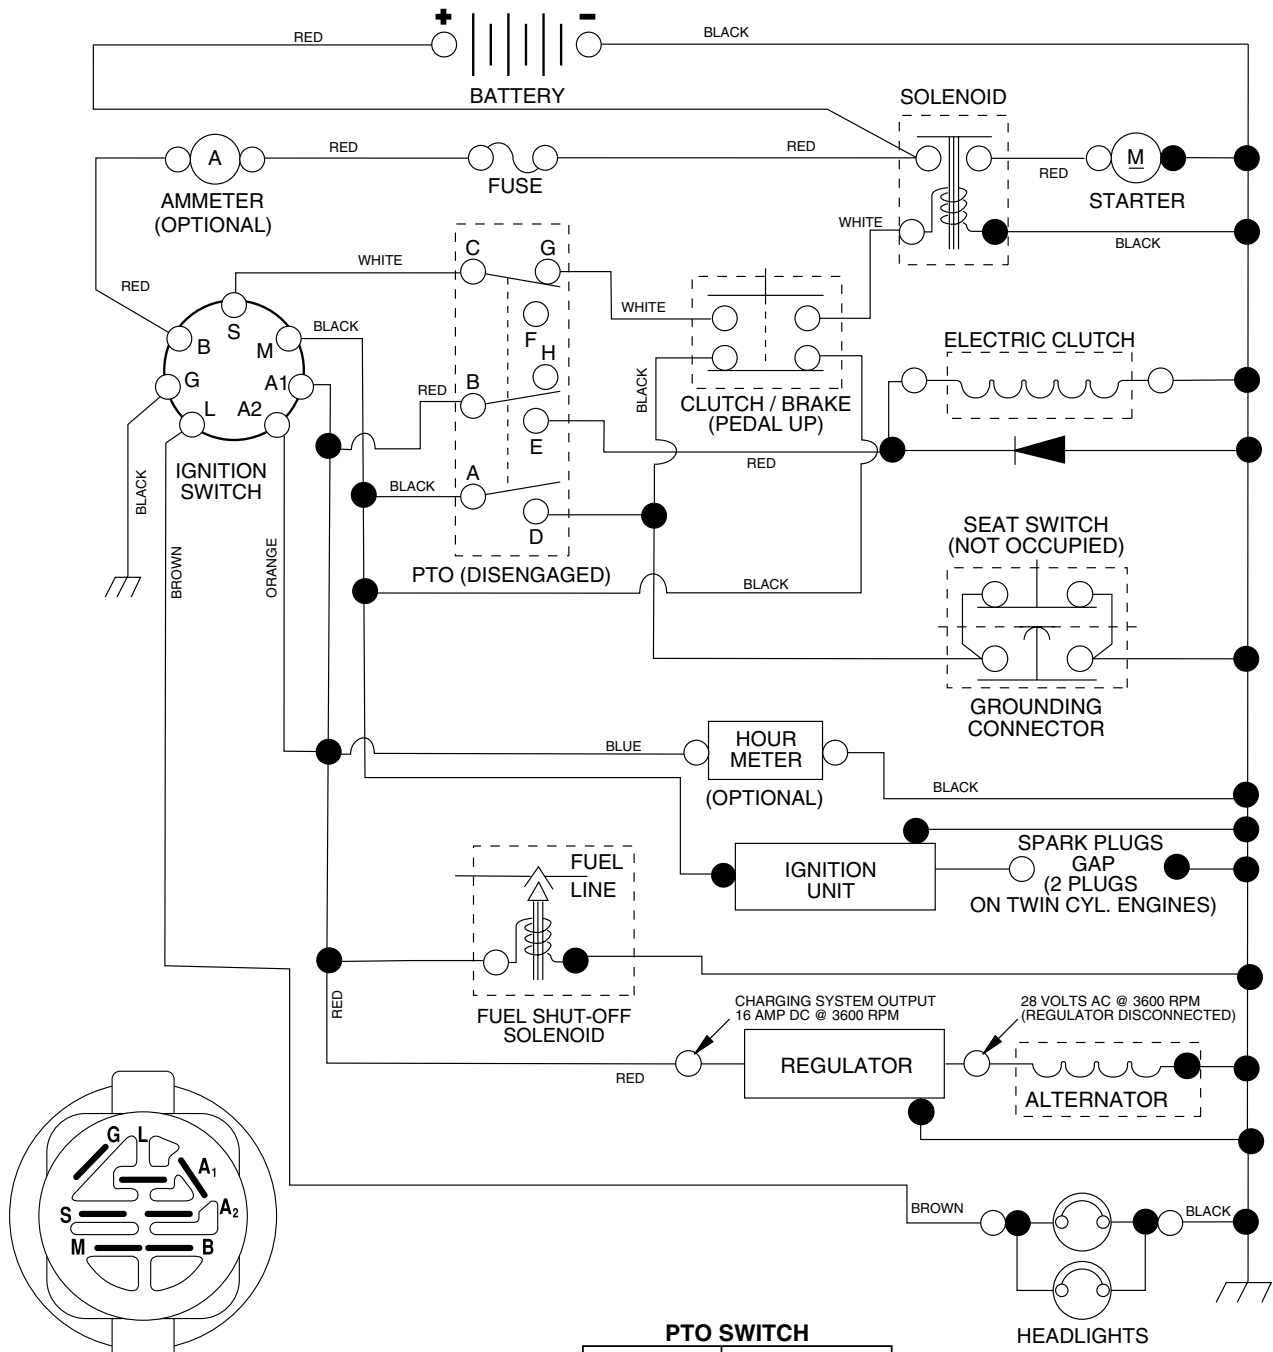 +
−
RED
BLACK
BATTERY
SOLENOID
A
RED
RED
M
FUSE
RED
AMMETER
(OPTIONAL)
STARTER
WHITE
BLACK
C
G
WHITE
RED
S
BLACK
WHITE
F
B
M
H
ELECTRIC CLUTCH
G
A1
B
RED
L
A2
BLACK
CLUTCH / BRAKE
(PEDAL UP)
E
RED
IGNITION
SWITCH
BLACK
A
BLACK
D
SEAT SWITCH
(NOT OCCUPIED)
BROWN
ORANGE
PTO (DISENGAGED)
BLACK
GROUNDING
CONNECTOR
BLUE
HOUR
METER
(OPTIONAL)
BLACK
FUEL
LINE
IGNITION
UNIT
SPARK PLUGS
GAP
(2 PLUGS
ON TWIN CYL. ENGINES)
RED
FUEL SHUT-OFF
SOLENOID
CHARGING SYSTEM OUTPUT
16 AMP DC @ 3600 RPM
28 VOLTS AC @ 3600 RPM
(REGULATOR DISCONNECTED)
RED
REGULATOR
ALTERNATOR
G
L
A1
S
A2
M
B
BROWN
BLACK
HEADLIGHTS
PTO SWITCH